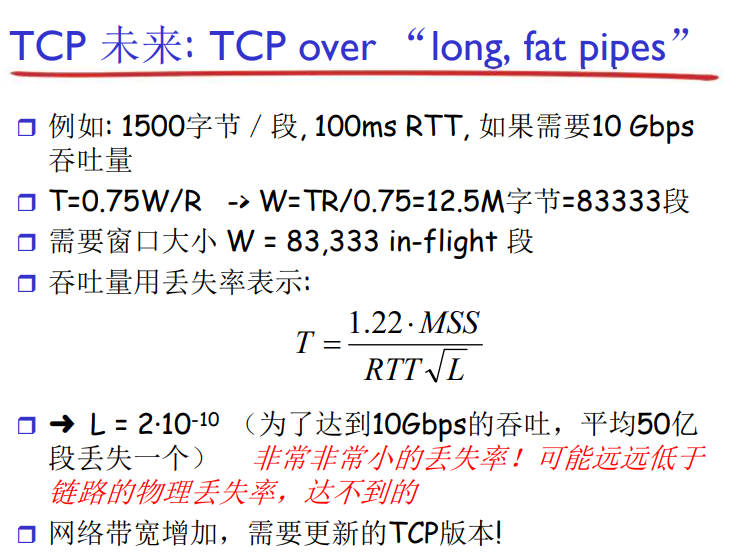 TCP 未来: TCP over “long, fat pipes”
例如: 1500字节／段, 100ms RTT, 如果需要10 Gbps
吞吐量
T=0.75W/R -> W=TR/0.75=12.5M字节=83333段
需要窗口大小 W = 83,333 in-flight 段
吞吐量用丢失率表示:
T = 1.22 · MSS / RTT√L
➜ L = 2·10⁻¹⁰ （为了达到10Gbps的吞吐，平均50亿
段丢失一个） 非常非常小的丢失率！可能远远低于
链路的物理丢失率，达不到的
网络带宽增加，需要更新的TCP版本!